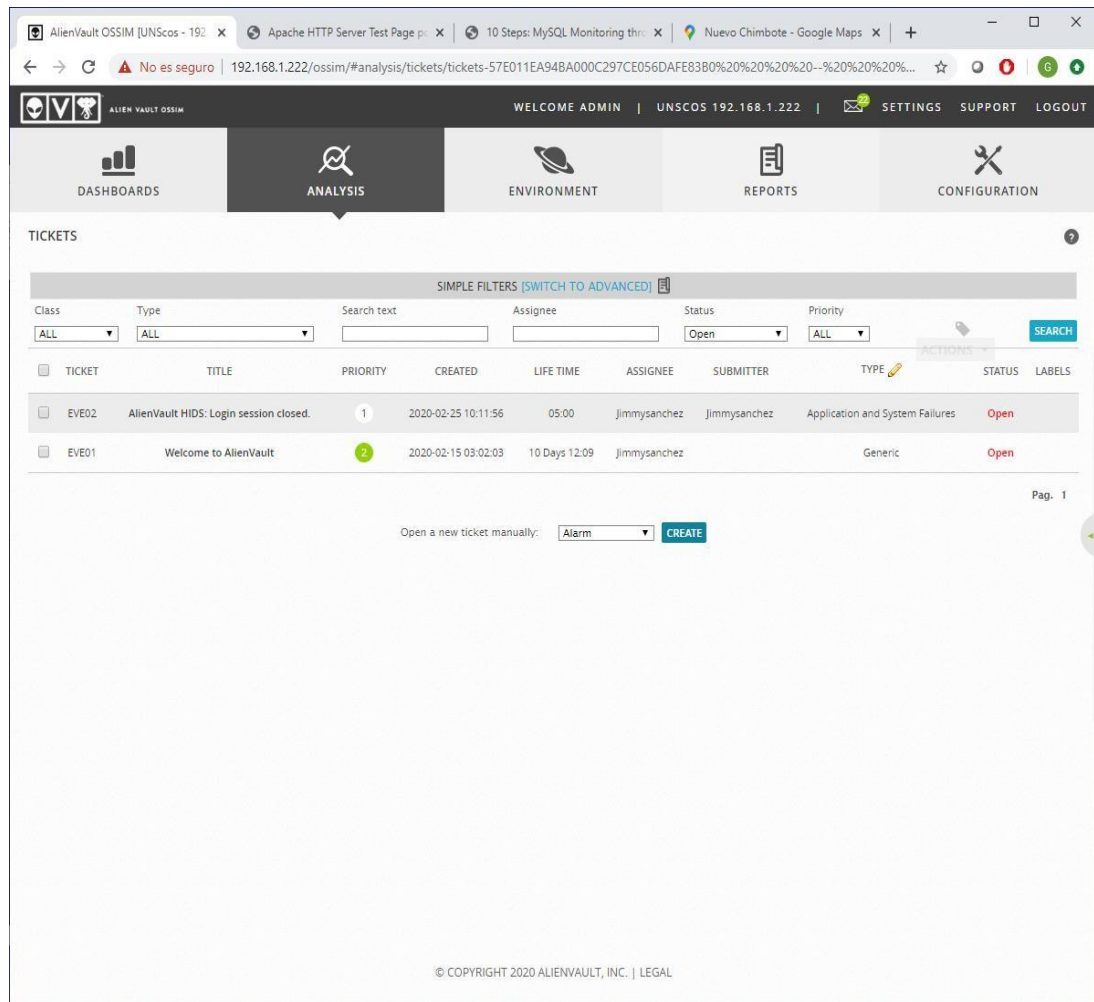 AlienVault OSSIM [UNScos - 192 Apache HTTP Server Test Page po 10 Steps: MySQL Monitoring thro Nuevo Chimbote - Google Maps
No es seguro 192.168.1.222/ossim/#analysis/tickets/tickets-57E011EA94BA000C297CE056DAFE83B0%20%20%20%20--%20%20%20%... G
V ALIEN VAULT OSSIM WELCOME ADMIN | UNSCOS 192.168.1.222 | 22 SETTINGS SUPPORT LOGOUT
DASHBOARDS ANALYSIS ENVIRONMENT REPORTS CONFIGURATION
TICKETS ?
SIMPLE FILTERS [SWITCH TO ADVANCED]
Class Type Search text Assignee Status Priority
ALL ALL Open ALL SEARCH
ACTIONS
TICKET TITLE PRIORITY CREATED LIFE TIME ASSIGNEE SUBMITTER TYPE STATUS LABELS
EVE02 AlienVault HIDS: Login session closed. 1 2020-02-25 10:11:56 05:00 Jimmysanchez Jimmysanchez Application and System Failures Open
EVE01 Welcome to AlienVault 2 2020-02-15 03:02:03 10 Days 12:09 Jimmysanchez Generic Open
Pag. 1
Open a new ticket manually: Alarm CREATE
© COPYRIGHT 2020 ALIENVAULT, INC. | LEGAL